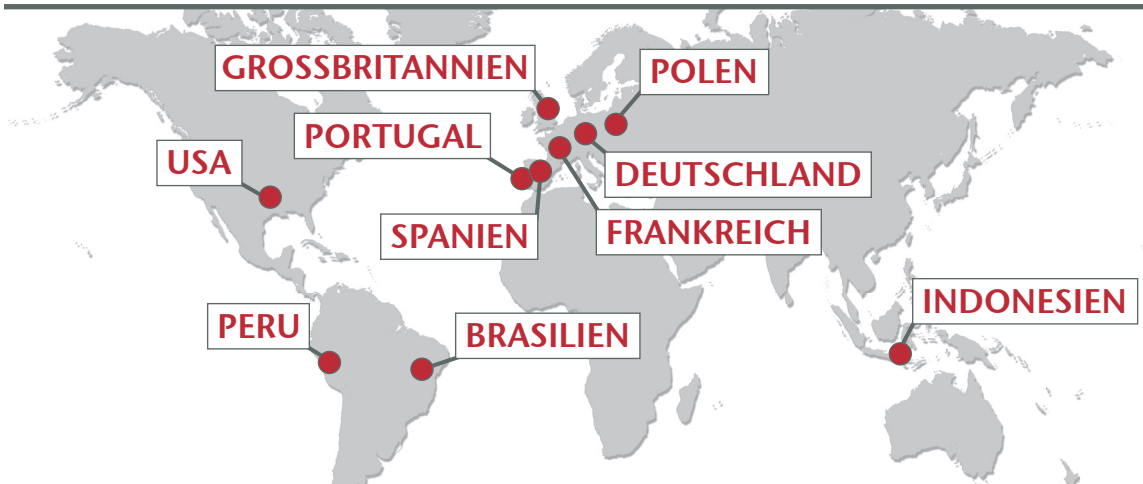 GROSSBRITANNIEN
POLEN
PORTUGAL
USA
DEUTSCHLAND
SPANIEN
FRANKREICH
INDONESIEN
PERU
BRASILIEN